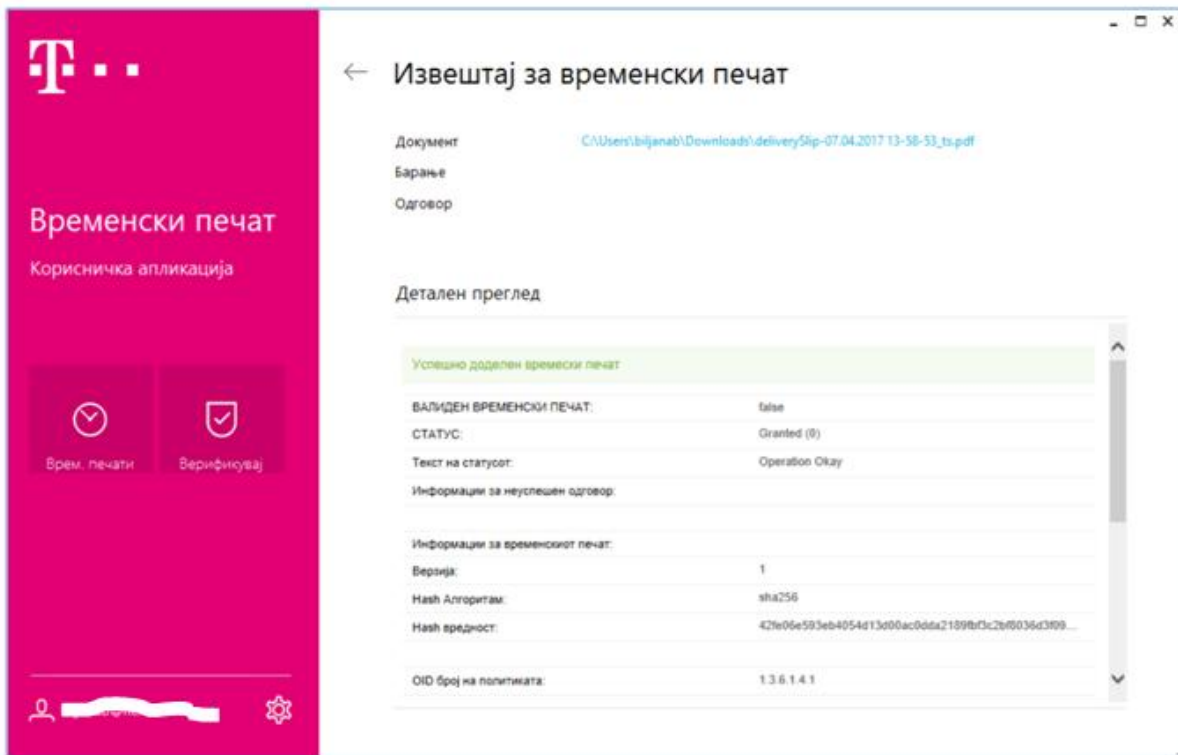 T
Временски печат
Корисничка апликација
Врем. печати
Верификувај
Извештај за временски печат
Документ C:\Users\biljanab\Downloads\deliverySlip-07.04.2017 13-58-53_ts.pdf
Барање
Одговор
Детален преглед
Успешно доделен времески печат
ВАЛИДЕН ВРЕМЕНСКИ ПЕЧАТ: false
СТАТУС: Granted (0)
Текст на статусот: Operation Okay
Информации за неуспешен одговор:
Информации за временскиот печат:
Верзија: 1
Hash Алгоритам: sha256
Hash вредност: 42fe06e593eb4054d13d00ac0dda2189fbf3c2bf8036d3f09...
OID број на политиката: 1.3.6.1.4.1